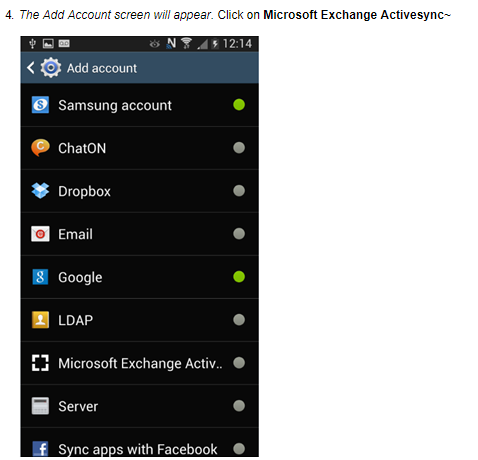 4. The Add Account screen will appear. Click on Microsoft Exchange Activesync~
12:14
Add account
Samsung account
ChatON
Dropbox
Email
Google
LDAP
Microsoft Exchange Activ..
Server
Sync apps with Facebook